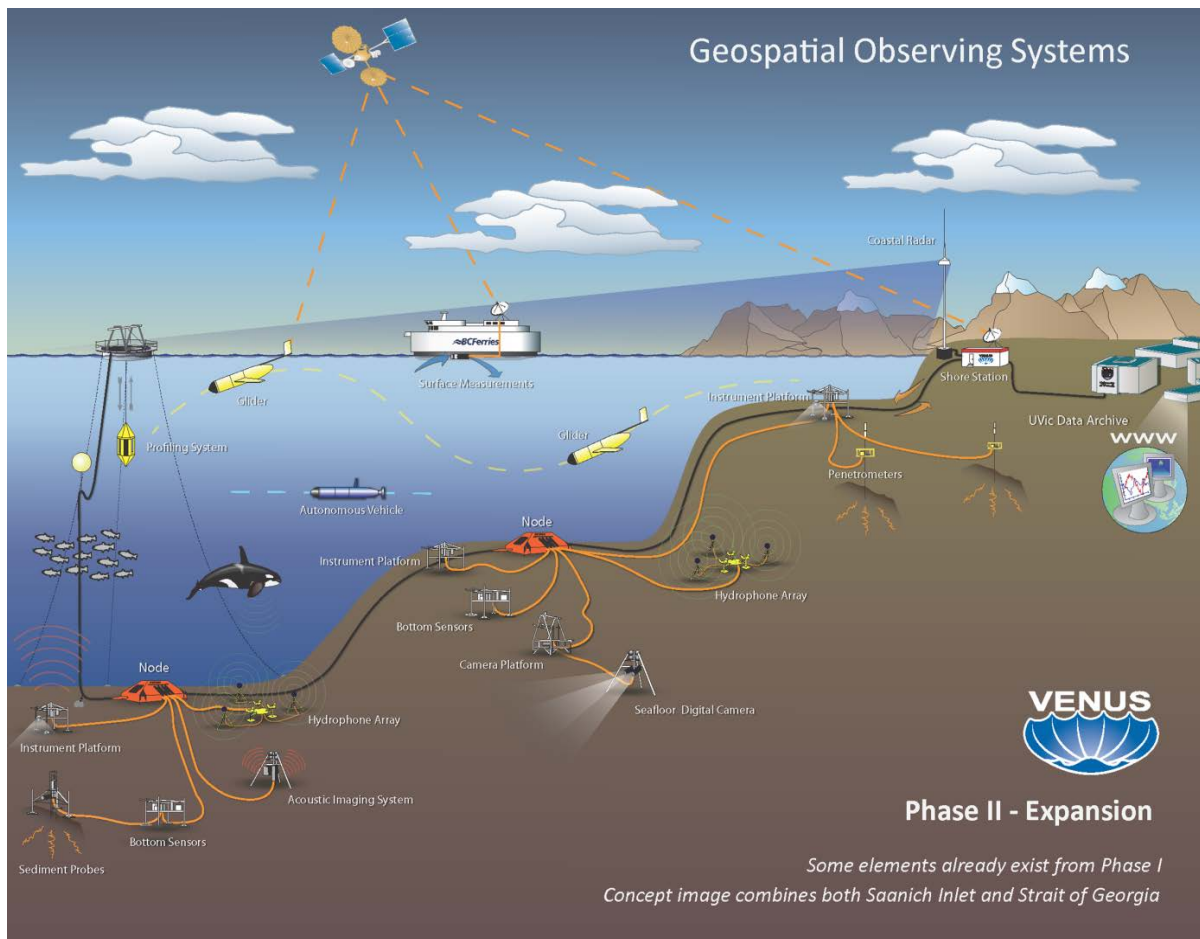 Geospatial Observing Systems
Coastal Radar
BCFerries
Surface Measurements
VENUS
Shore Station
Glider
Instrument Platform
UVic Data Archive
Profiling System
Glider
WWW
Penetrometers
Autonomous Vehicle
Node
Instrument Platform
Hydrophone Array
Bottom Sensors
Camera Platform
Node
Seafloor Digital Camera
VENUS
Hydrophone Array
Instrument Platform
Acoustic Imaging System
Phase II - Expansion
Bottom Sensors
Sediment Probes
Some elements already exist from Phase I
Concept image combines both Saanich Inlet and Strait of Georgia